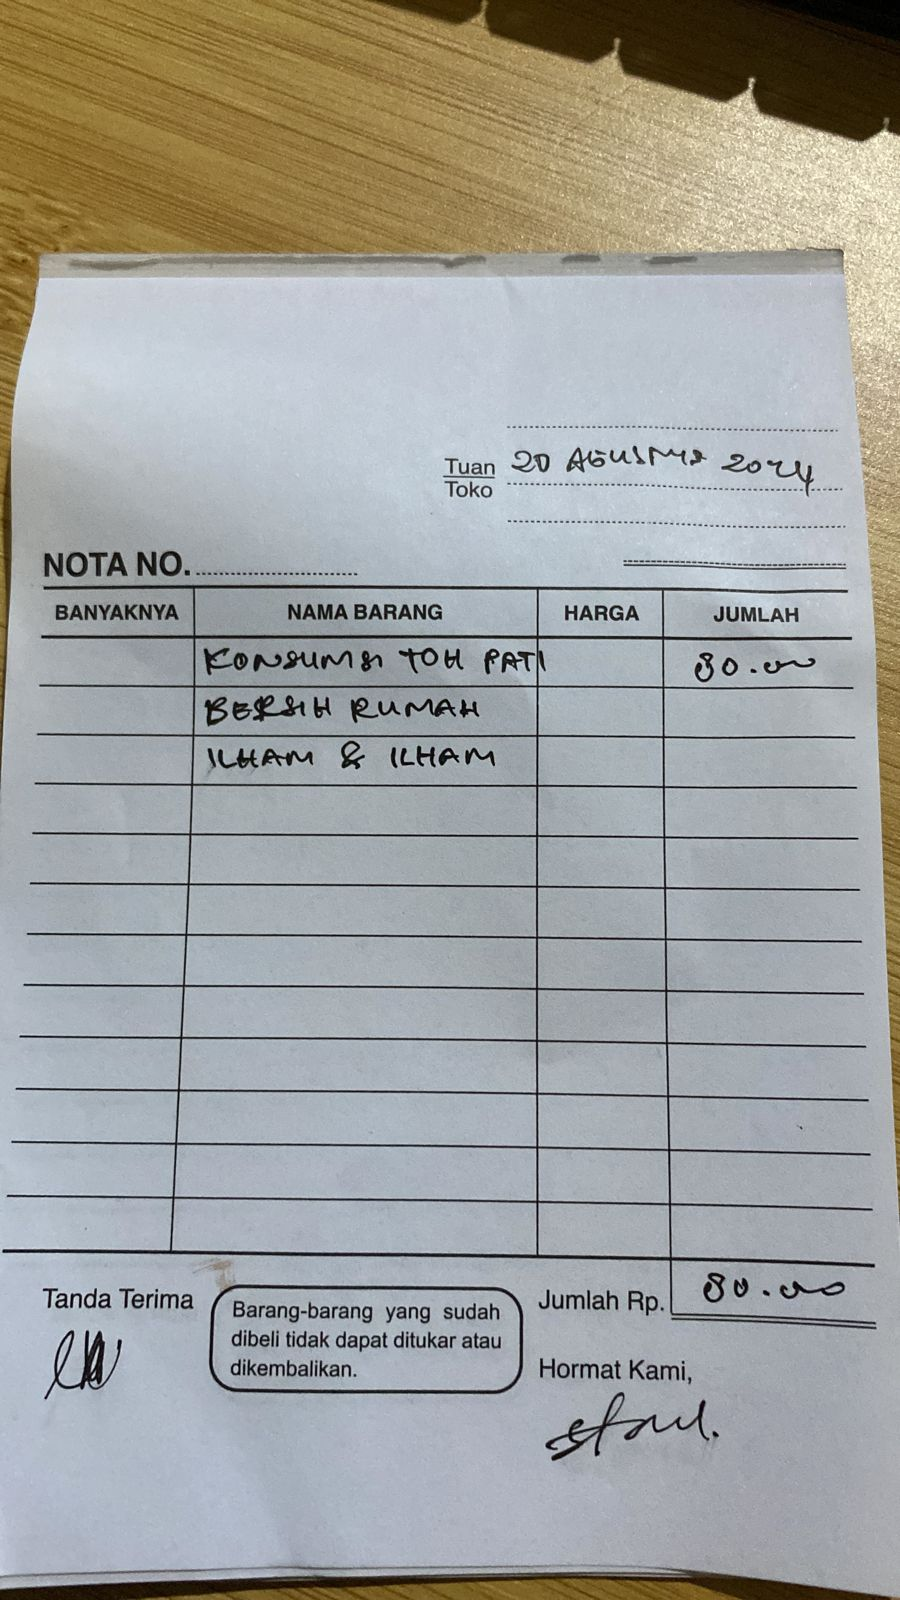 Tuan
Toko
20 AGUSTUS 2024
NOTA NO.
BANYAKNYA NAMA BARANG HARGA JUMLAH
KONSUMSI TOH PATI 80.000
BERSIH RUMAH
ILHAM & ILHAM
Tanda Terima
Barang-barang yang sudah
dibeli tidak dapat ditukar atau
dikembalikan.
Jumlah Rp. 80.000
Hormat Kami,